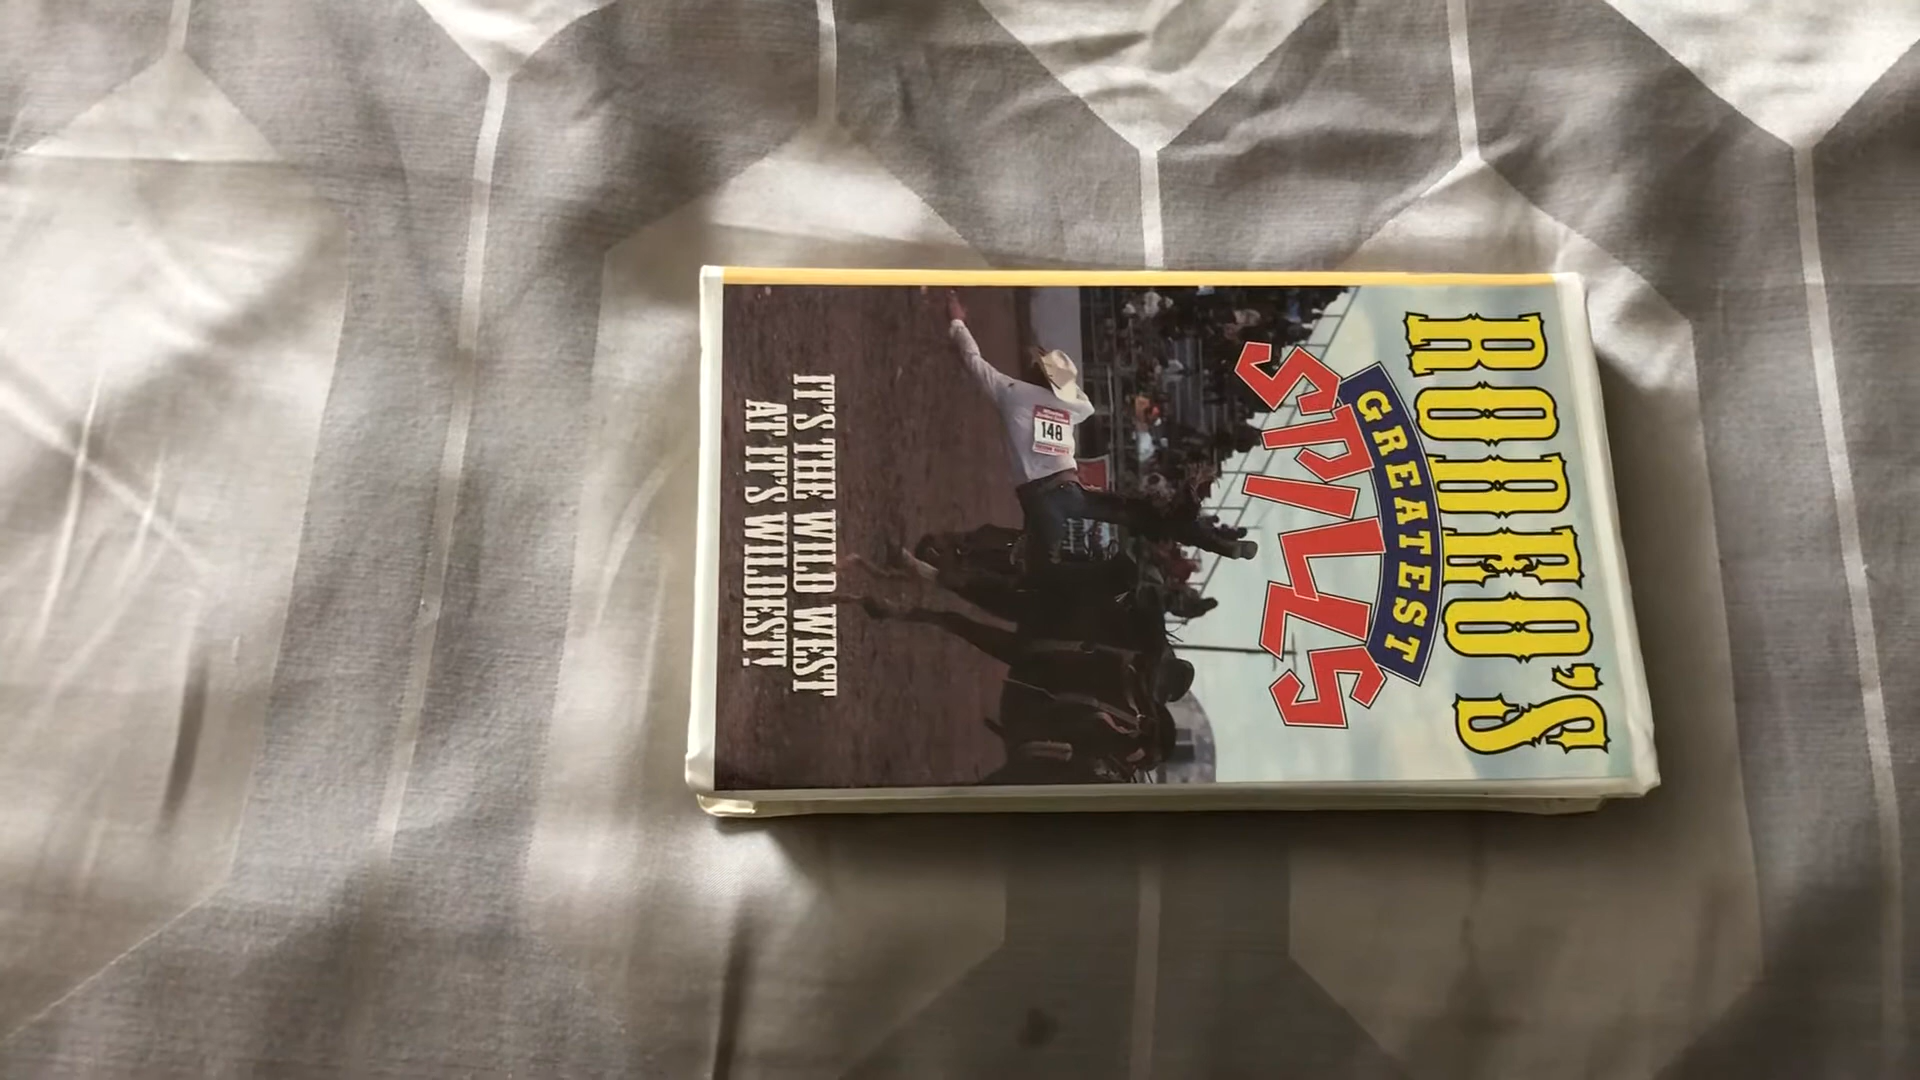 RODEO'S
GREATEST
SPILLS
148
IT'S THE WILD WEST
AT IT'S WILDEST!